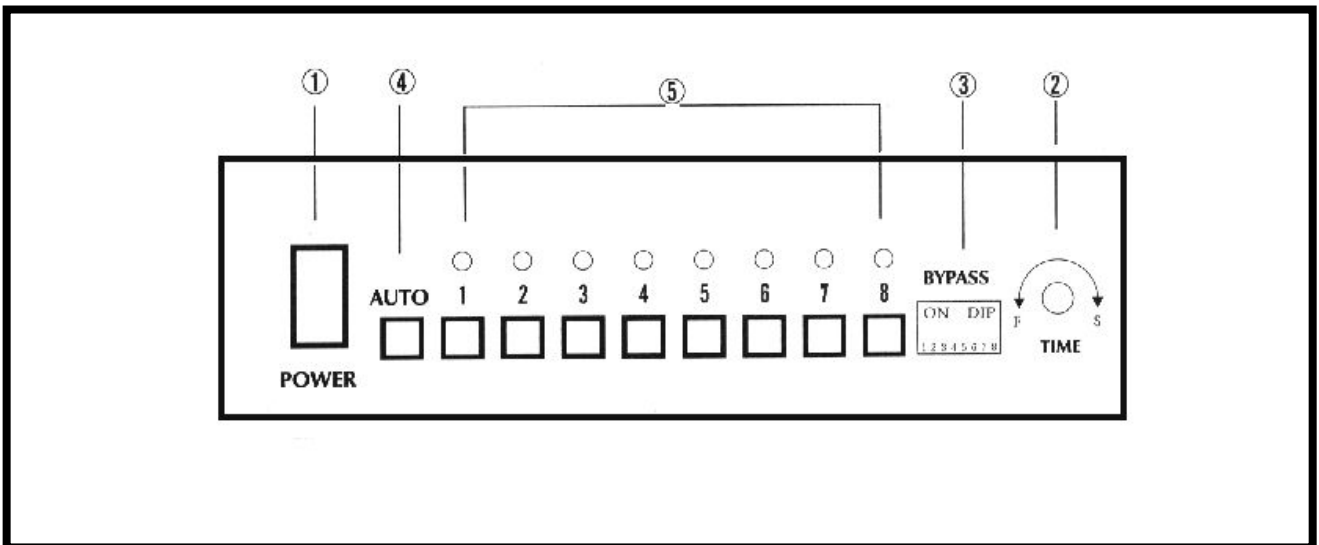 ① ④ ⑤ ③ ②
BYPASS
AUTO 1 2 3 4 5 6 7 8
ON DIP
F S
1 2 3 4 5 6 7 8
TIME
POWER